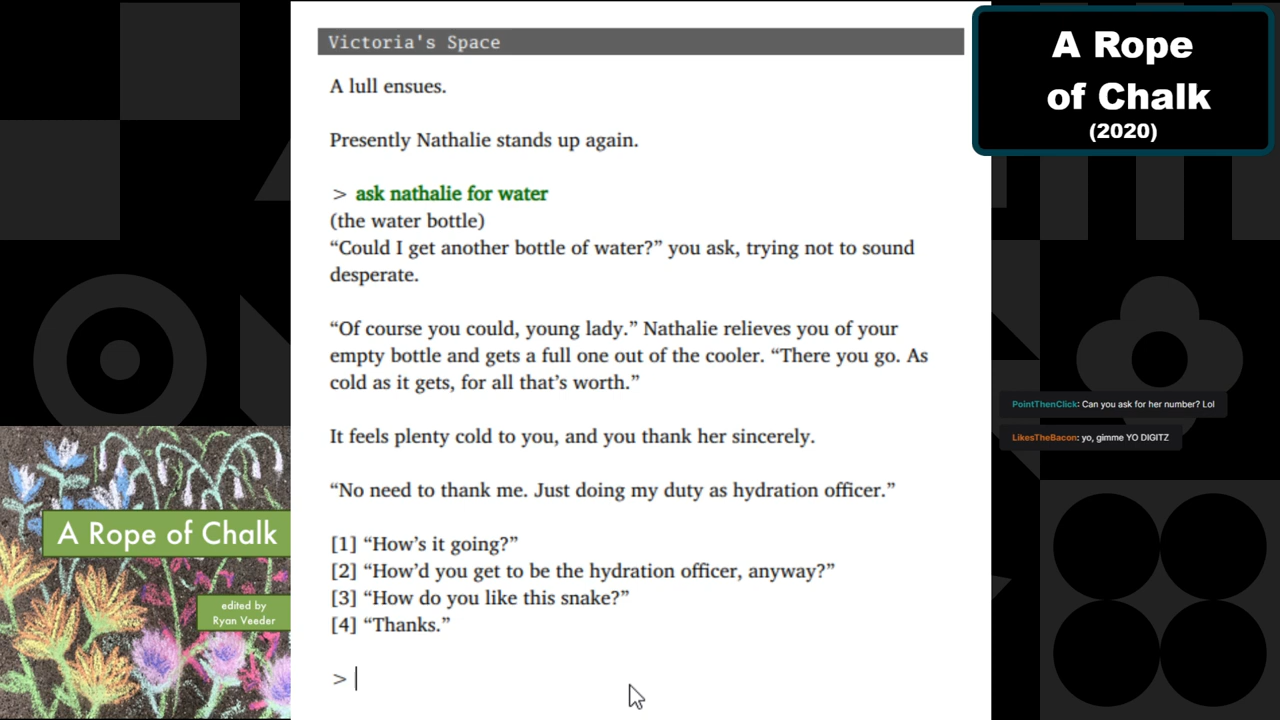 Victoria's Space
A lull ensues.
Presently Nathalie stands up again.
> ask nathalie for water
(the water bottle)
“Could I get another bottle of water?” you ask, trying not to sound
desperate.
“Of course you could, young lady.” Nathalie relieves you of your
empty bottle and gets a full one out of the cooler. “There you go. As
cold as it gets, for all that’s worth.”
It feels plenty cold to you, and you thank her sincerely.
“No need to thank me. Just doing my duty as hydration officer.”
[1] “How’s it going?”
[2] “How’d you get to be the hydration officer, anyway?”
[3] “How do you like this snake?”
[4] “Thanks.”
>
A Rope
of Chalk
(2020)
PointThenClick: Can you ask for her number? Lol
LikesTheBacon: yo, gimme YO DIGITZ
A Rope of Chalk
edited by
Ryan Veeder